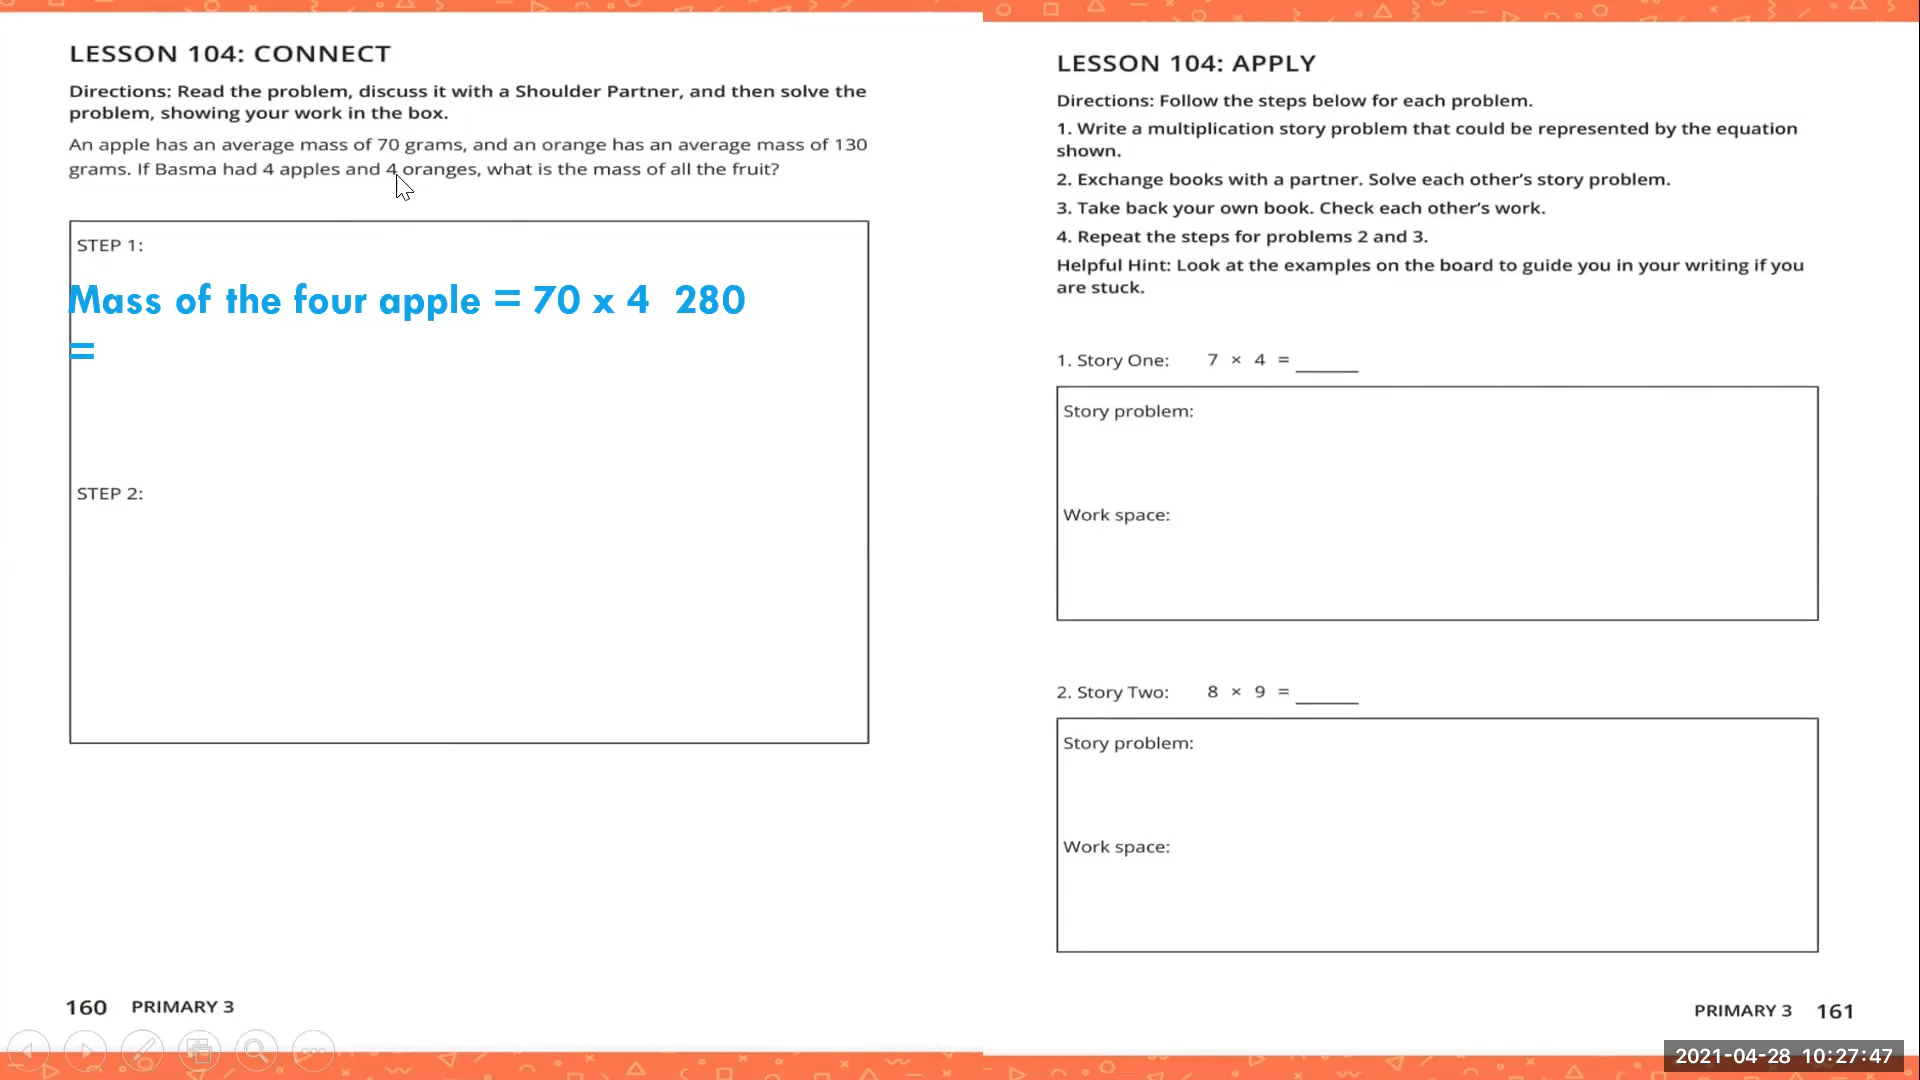 LESSON 104: CONNECT
Directions: Read the problem, discuss it with a Shoulder Partner, and then solve the
problem, showing your work in the box.
An apple has an average mass of 70 grams, and an orange has an average mass of 130
grams. If Basma had 4 apples and 4 oranges, what is the mass of all the fruit?
STEP 1:
Mass of the four apple = 70 x 4  280
=
STEP 2:
160 PRIMARY 3
LESSON 104: APPLY
Directions: Follow the steps below for each problem.
1. Write a multiplication story problem that could be represented by the equation
shown.
2. Exchange books with a partner. Solve each other’s story problem.
3. Take back your own book. Check each other’s work.
4. Repeat the steps for problems 2 and 3.
Helpful Hint: Look at the examples on the board to guide you in your writing if you
are stuck.
1. Story One: 7 × 4 = _____
Story problem:
Work space:
2. Story Two: 8 × 9 = _____
Story problem:
Work space:
PRIMARY 3 161
2021-04-28 10:27:47